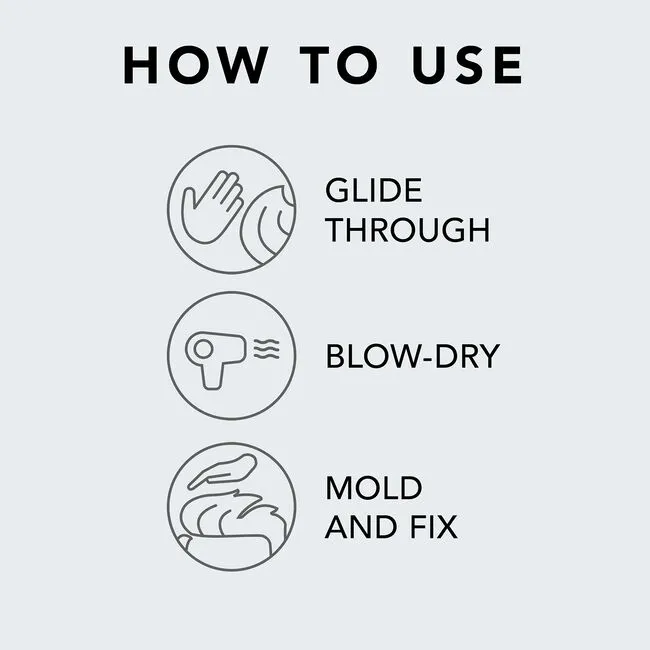 HOW TO USE
GLIDE
THROUGH
BLOW-DRY
MOLD
AND FIX